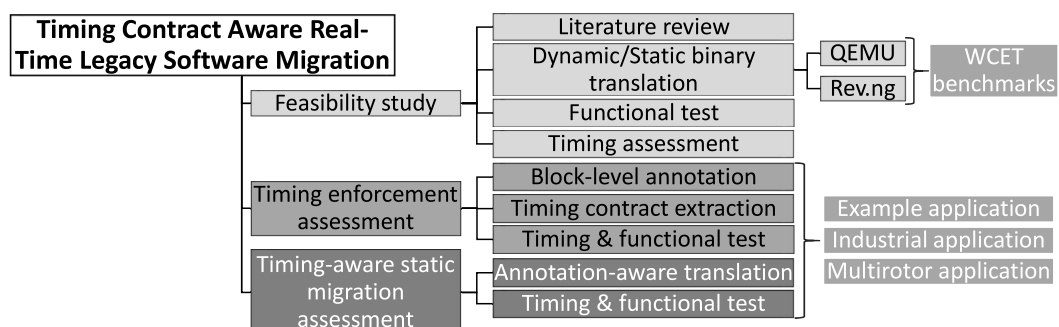 Timing Contract Aware Real-
Time Legacy Software Migration
Feasibility study
Literature review
Dynamic/Static binary
translation
QEMU
Rev.ng
WCET
benchmarks
Functional test
Timing assessment
Timing enforcement
assessment
Block-level annotation
Timing contract extraction
Timing & functional test
Timing-aware static
migration
assessment
Annotation-aware translation
Timing & functional test
Example application
Industrial application
Multirotor application